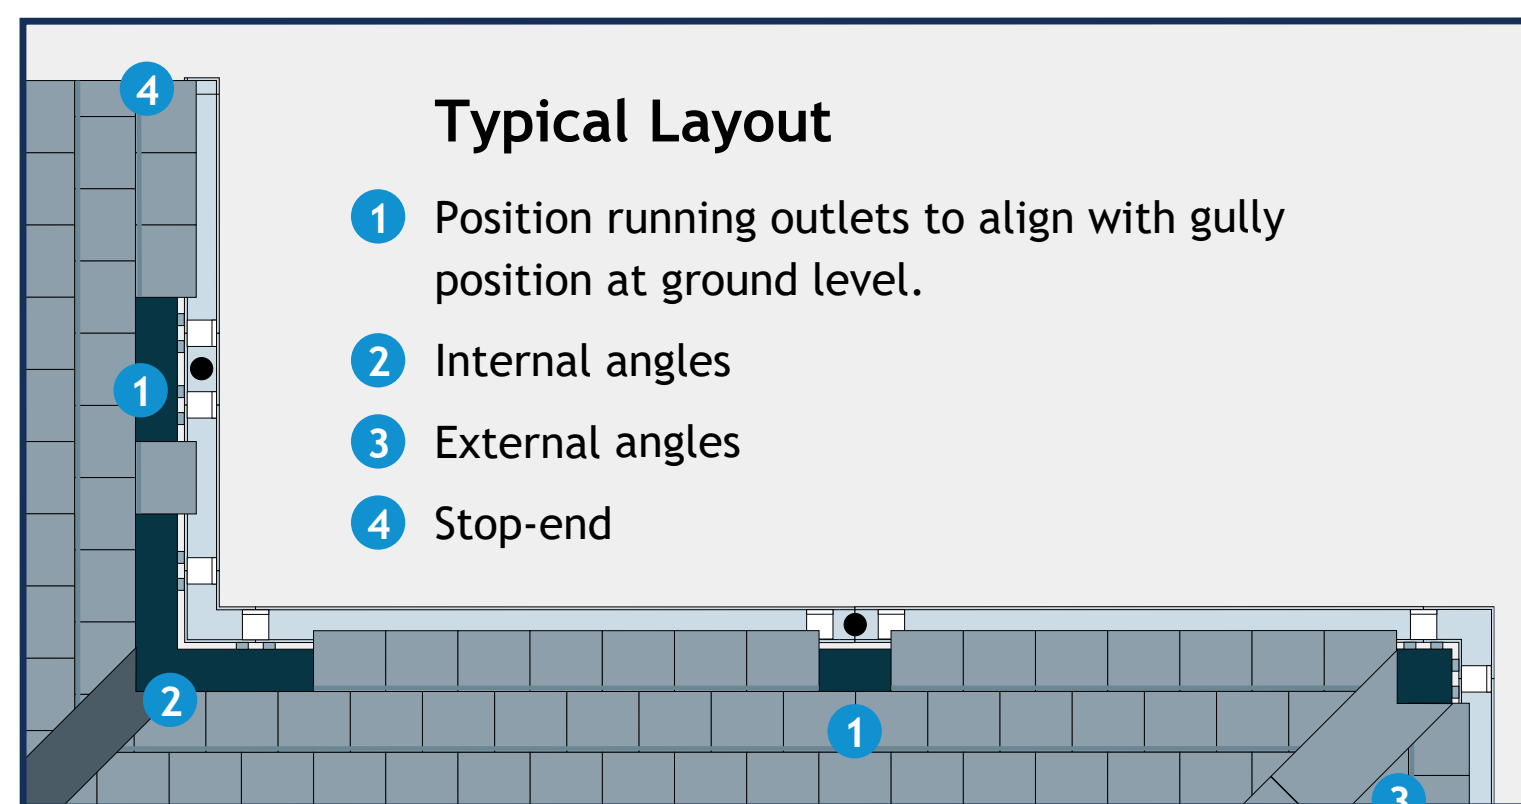 4
Typical Layout
1 Position running outlets to align with gully
position at ground level.
2 Internal angles
1
3 External angles
4 Stop-end
2
1
3